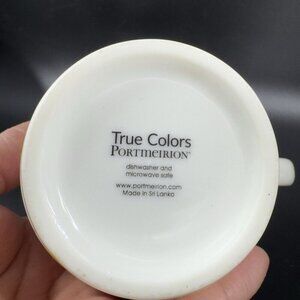 True Colors
PORTMEIRION
dishwasher and
microwave safe
www.portmeirion.com
Made in Sri Lanka